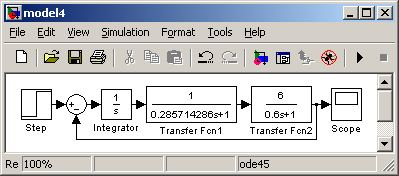 model4
File Edit View Simulation Format Tools Help
1
s
1
0.285714286s+1
6
0.6s+1
Step
Integrator
Transfer Fcn1
Transfer Fcn2
Scope
Re 100% ode45